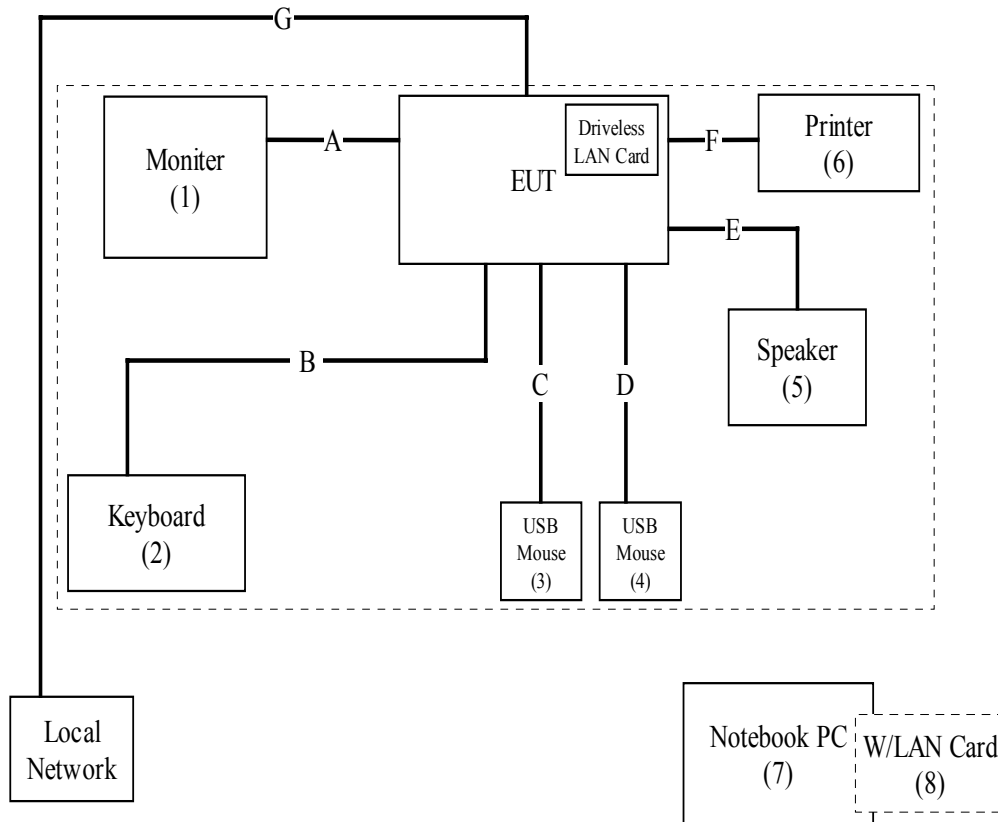 G
Moniter
(1)
A
EUT
Driveless
LAN Card
F
Printer
(6)
E
Speaker
(5)
B
C
D
Keyboard
(2)
USB
Mouse
(3)
USB
Mouse
(4)
Local
Network
Notebook PC
(7)
W/LAN Card
(8)